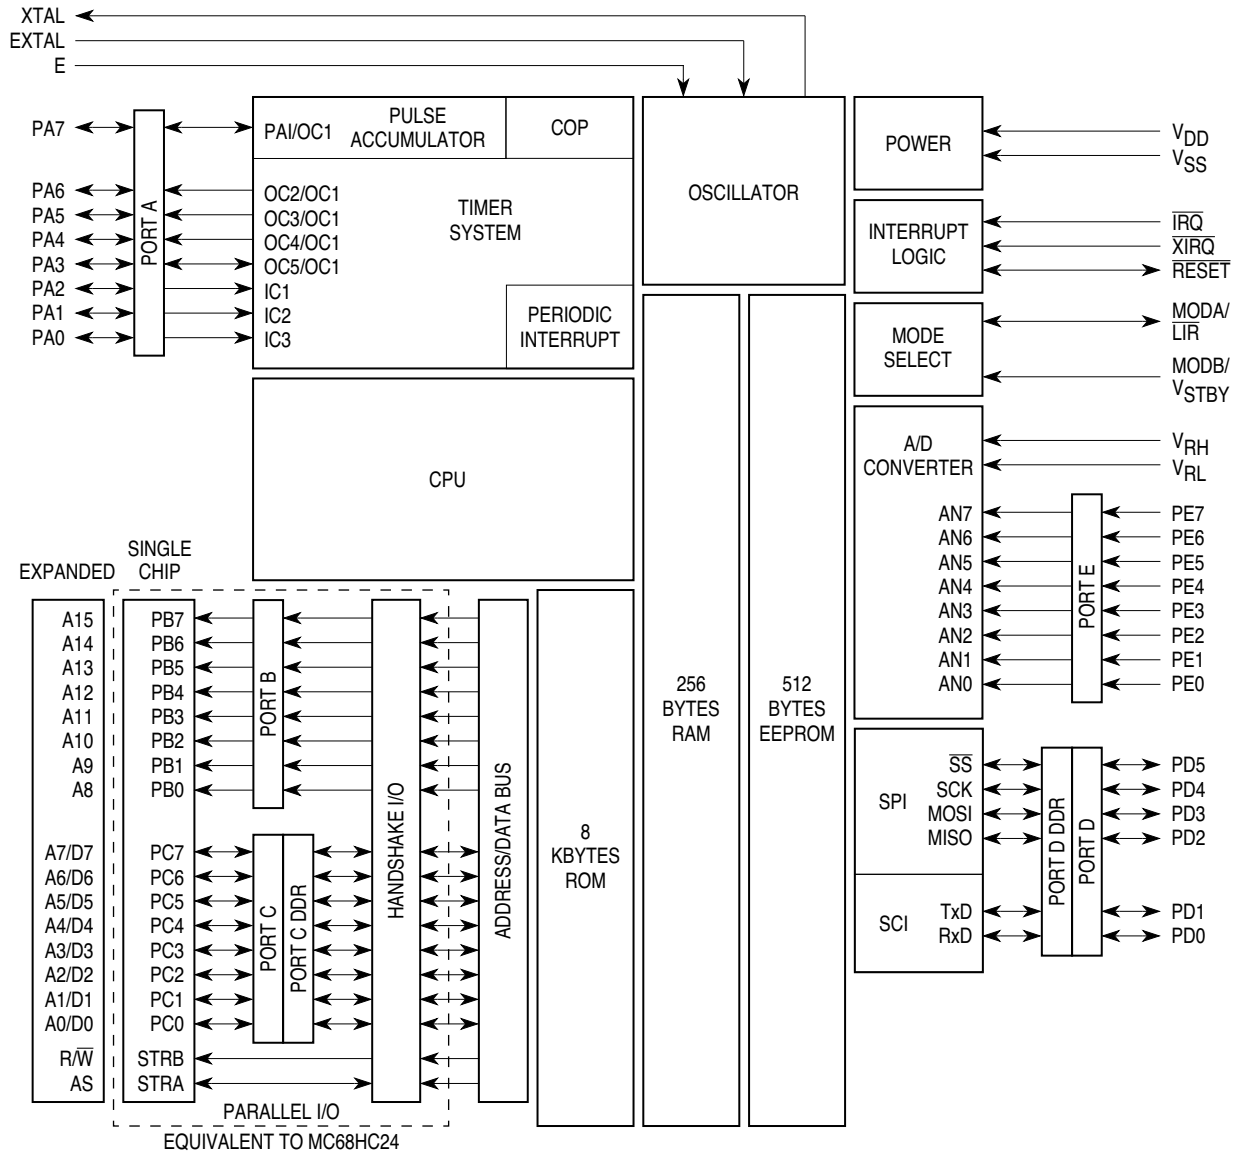 XTAL
EXTAL
E
PA7
PA6
PA5
PA4
PA3
PA2
PA1
PA0
PORT A
PAI/OC1
PULSE
ACCUMULATOR
COP
OC2/OC1
OC3/OC1
OC4/OC1
OC5/OC1
IC1
IC2
IC3
TIMER
SYSTEM
PERIODIC
INTERRUPT
OSCILLATOR
POWER
VDD
VSS
INTERRUPT
LOGIC
IRQ
XIRQ
RESET
MODE
SELECT
MODA/
LIR
MODB/
VSTBY
CPU
A/D
CONVERTER
VRH
VRL
AN7
AN6
AN5
AN4
AN3
AN2
AN1
AN0
PORT E
PE7
PE6
PE5
PE4
PE3
PE2
PE1
PE0
EXPANDED
SINGLE
CHIP
A15
A14
A13
A12
A11
A10
A9
A8
A7/D7
A6/D6
A5/D5
A4/D4
A3/D3
A2/D2
A1/D1
A0/D0
R/W
AS
PB7
PB6
PB5
PB4
PB3
PB2
PB1
PB0
PC7
PC6
PC5
PC4
PC3
PC2
PC1
PC0
STRB
STRA
PORT B
PORT C
PORT C DDR
HANDSHAKE I/O
ADDRESS/DATA BUS
8
KBYTES
ROM
256
BYTES
RAM
512
BYTES
EEPROM
SPI
SS
SCK
MOSI
MISO
SCI
TxD
RxD
PORT D DDR
PORT D
PD5
PD4
PD3
PD2
PD1
PD0
PARALLEL I/O
EQUIVALENT TO MC68HC24